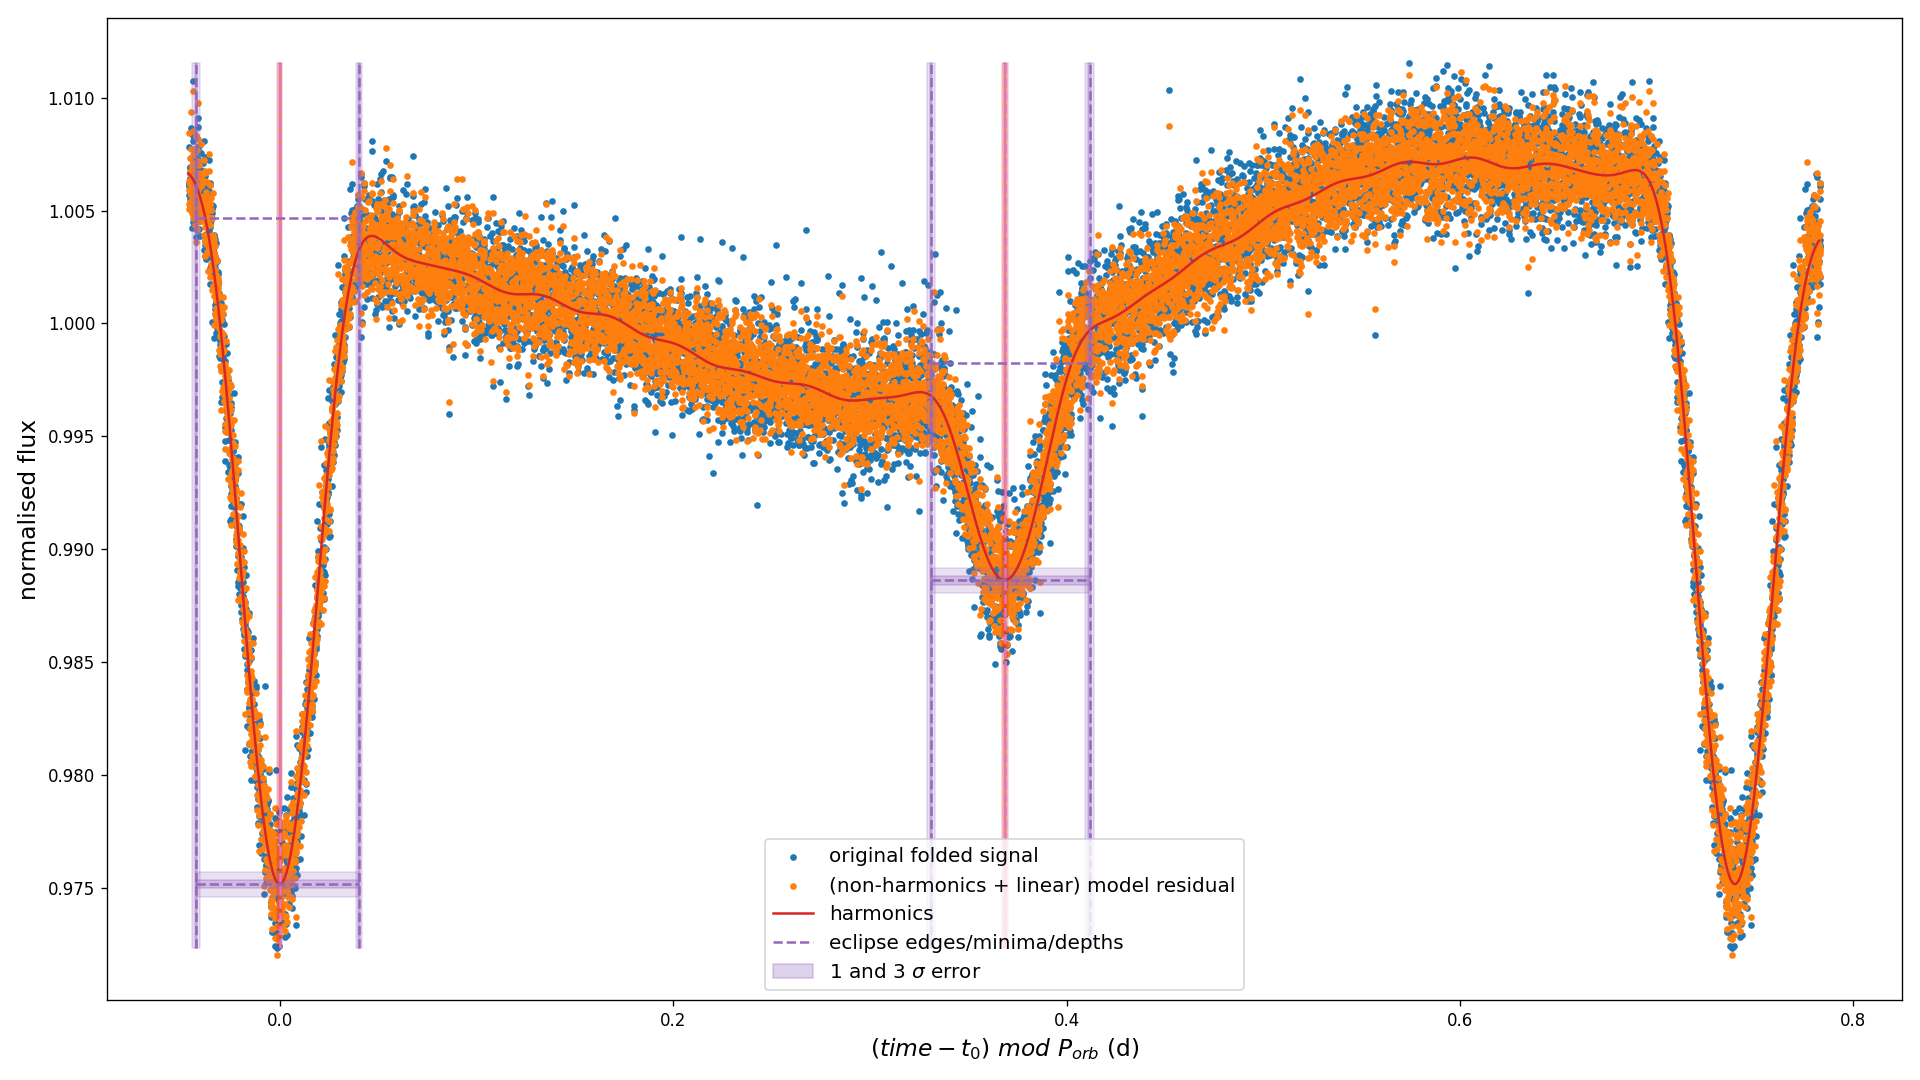 normalised flux
1.010
1.005
1.000
0.995
0.990
0.985
0.980
0.975
original folded signal
(non-harmonics + linear) model residual
harmonics
eclipse edges/minima/depths
1 and 3 σ error
0.0 0.2 0.4 0.6 0.8
(time − t₀) mod Pₒᵣb (d)